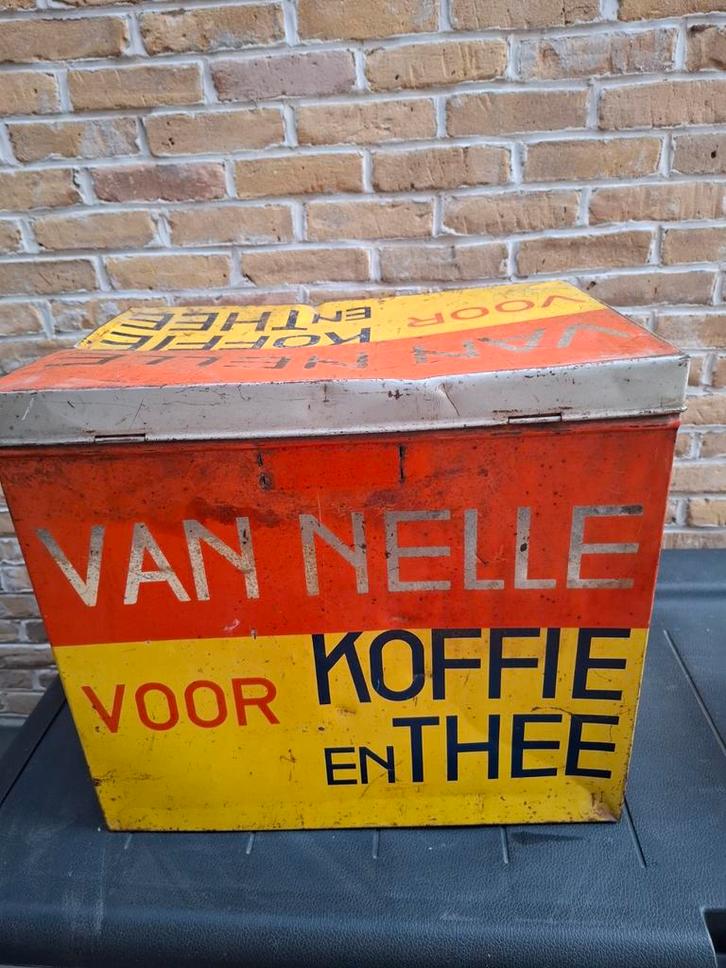 VOOR
KOFFIE
EN THEE
VAN NELLE
VAN NELLE
VOOR KOFFIE
EN THEE